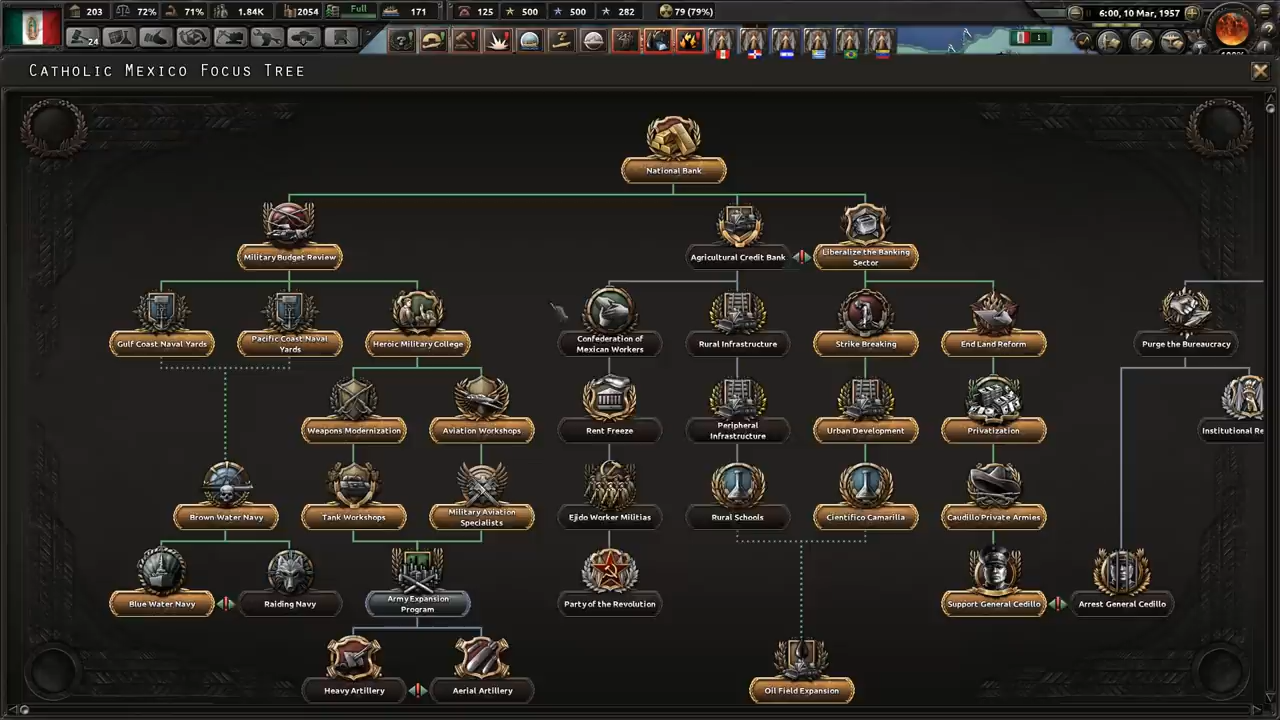 203 72% 71% 1.84K 2054 Full 171 125 500 500 282 79 (79%) 6:00, 10 Mar, 1957
24
1
CATHOLIC MEXICO FOCUS TREE
National Bank
Military Budget Review
Agricultural Credit Bank
Liberalize the Banking
Sector
Gulf Coast Naval Yards
Pacific Coast Naval
Yards
Heroic Military College
Confederation of
Mexican Workers
Rural Infrastructure
Strike Breaking
End Land Reform
Purge the Bureaucracy
Weapons Modernization
Aviation Workshops
Rent Freeze
Peripheral
Infrastructure
Urban Development
Privatization
Institutional Re
Brown Water Navy
Tank Workshops
Military Aviation
Specialists
Ejido Worker Militias
Rural Schools
Cientifico Camarilla
Caudillo Private Armies
Blue Water Navy
Raiding Navy
Army Expansion
Program
Party of the Revolution
Support General Cedillo
Arrest General Cedillo
Heavy Artillery
Aerial Artillery
Oil Field Expansion